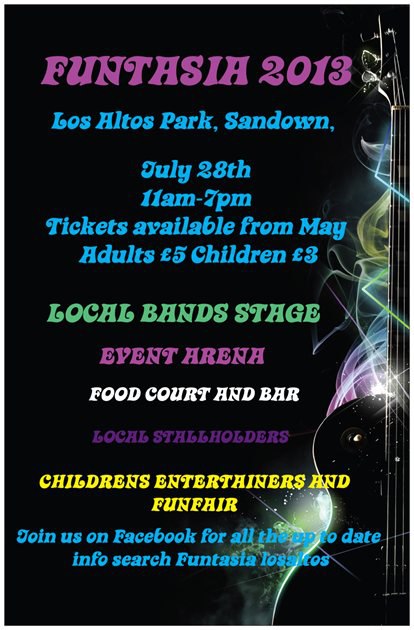 FUNTASIA 2013
Los Altos Park, Sandown,
July 28th
11am-7pm
Tickets available from May
Adults £5 Children £3
LOCAL BANDS STAGE
EVENT ARENA
FOOD COURT AND BAR
LOCAL STALLHOLDERS
CHILDRENS ENTERTAINERS AND
FUNFAIR
Join us on Facebook for all the up to date
info search Funtasia losaltos